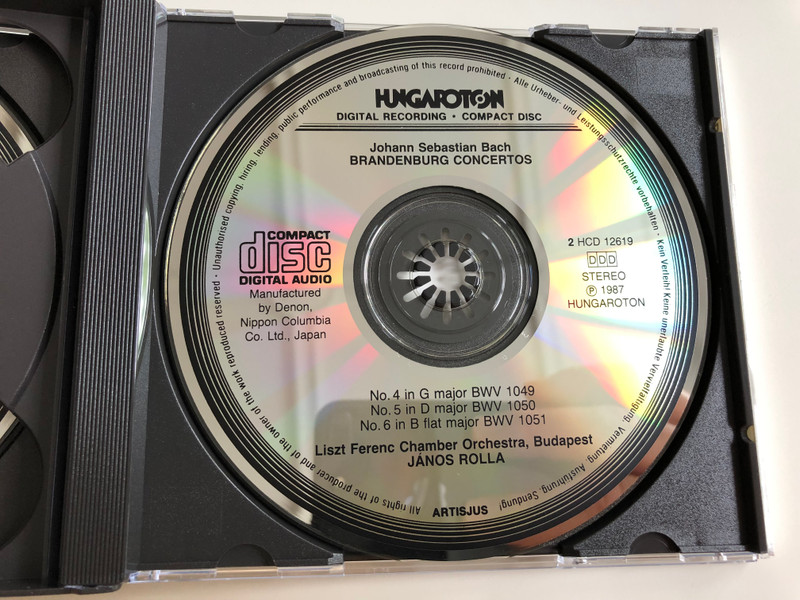 HUNGAROTON
DIGITAL RECORDING • COMPACT DISC
Johann Sebastian Bach
BRANDENBURG CONCERTOS
COMPACT
disc
DIGITAL AUDIO
Manufactured
by Denon,
Nippon Columbia
Co. Ltd., Japan
2 HCD 12619
DDD
STEREO
℗ 1987
HUNGAROTON
No. 4 in G major BWV 1049
No. 5 in D major BWV 1050
No. 6 in B flat major BWV 1051
Liszt Ferenc Chamber Orchestra, Budapest
JÁNOS ROLLA
ARTISJUS
All rights of the producer and of the owner of the work reproduced reserved • Unauthorised copying, hiring, lending, public performance and broadcasting of this record prohibited • Alle Urheber- und Leistungsschutzrechte vorbehalten • Kein Verleih! Keine unerlaubte Vervielfältigung, Vermietung, Aufführung, Sendung!